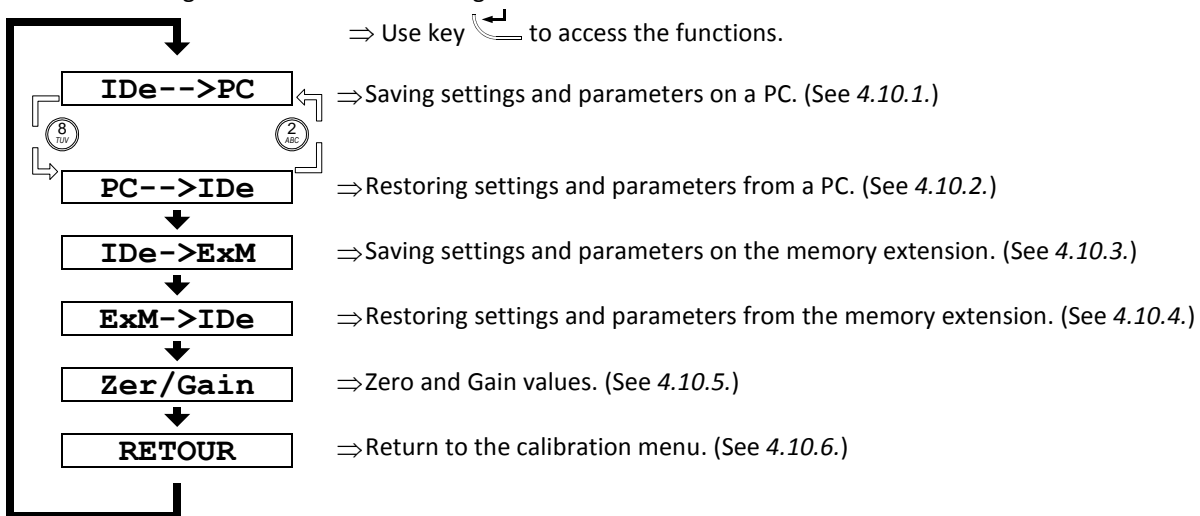 ⇒ Use key to access the functions.
IDe-->PC ⇒Saving settings and parameters on a PC. (See 4.10.1.)
8 TUV 2 ABC
PC-->IDe ⇒Restoring settings and parameters from a PC. (See 4.10.2.)
IDe->ExM ⇒Saving settings and parameters on the memory extension. (See 4.10.3.)
ExM->IDe ⇒Restoring settings and parameters from the memory extension. (See 4.10.4.)
Zer/Gain ⇒Zero and Gain values. (See 4.10.5.)
RETOUR ⇒Return to the calibration menu. (See 4.10.6.)